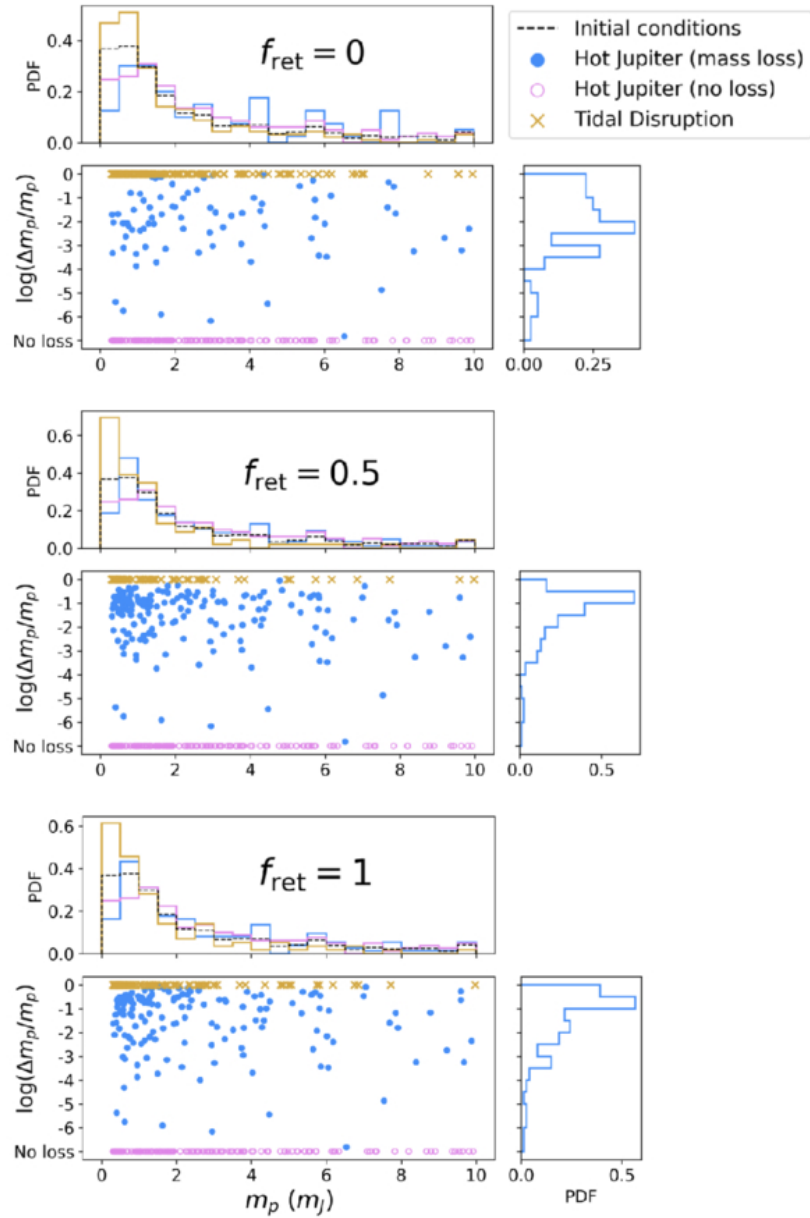 Initial conditions
Hot Jupiter (mass loss)
Hot Jupiter (no loss)
Tidal Disruption
PDF
0.4
0.2
0.0
f_ret = 0
log(Δm_p/m_p)
0
-1
-2
-3
-4
-5
-6
No loss
0 2 4 6 8 10
0.00 0.25
PDF
0.6
0.4
0.2
0.0
f_ret = 0.5
log(Δm_p/m_p)
0
-1
-2
-3
-4
-5
-6
No loss
0 2 4 6 8 10
0.0 0.5
PDF
0.6
0.4
0.2
0.0
f_ret = 1
log(Δm_p/m_p)
0
-1
-2
-3
-4
-5
-6
No loss
0 2 4 6 8 10
m_p (m_J)
0.0 0.5
PDF